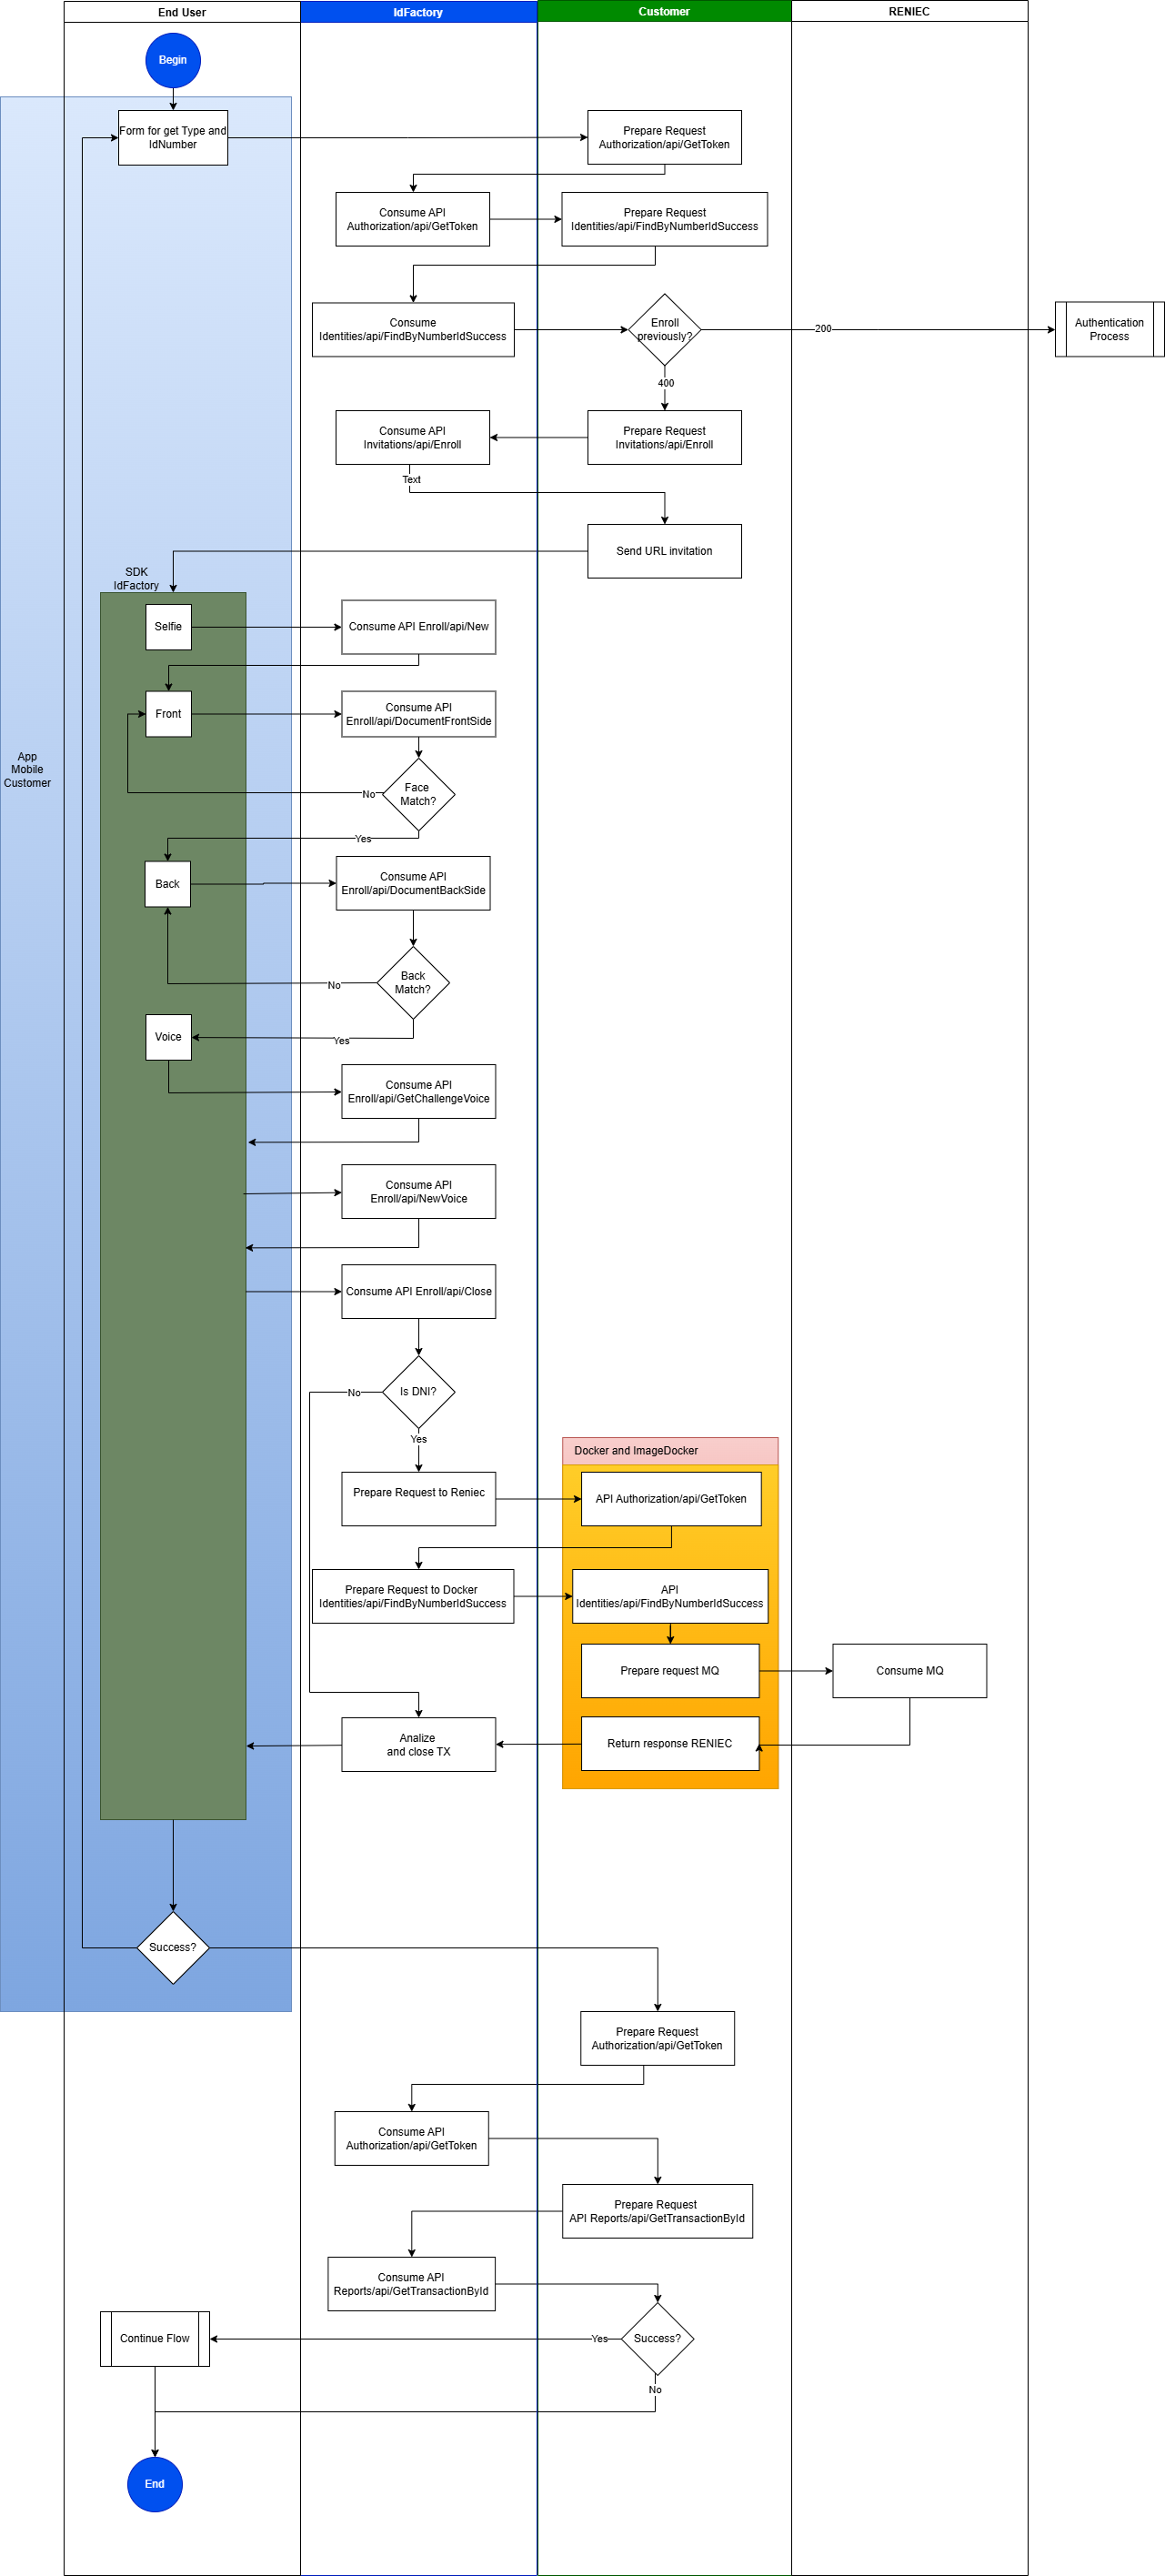 End User
IdFactory
Customer
RENIEC
Begin
Form for get Type and
IdNumber
Prepare Request
Authorization/api/GetToken
Consume API
Authorization/api/GetToken
Prepare Request
Identities/api/FindByNumberIdSuccess
Consume
Identities/api/FindByNumberIdSuccess
Enroll
previously?
200
Authentication
Process
400
Consume API
Invitations/api/Enroll
Prepare Request
Invitations/api/Enroll
Text
Send URL invitation
SDK
IdFactory
Selfie
Consume API Enroll/api/New
Front
Consume API
Enroll/api/DocumentFrontSide
App
Mobile
Customer
Face
Match?
No
Yes
Back
Consume API
Enroll/api/DocumentBackSide
Back
Match?
No
Voice
Yes
Consume API
Enroll/api/GetChallengeVoice
Consume API
Enroll/api/NewVoice
Consume API Enroll/api/Close
Is DNI?
No
Yes
Docker and ImageDocker
Prepare Request to Reniec
API Authorization/api/GetToken
Prepare Request to Docker
Identities/api/FindByNumberIdSuccess
API
Identities/api/FindByNumberIdSuccess
Prepare request MQ
Consume MQ
Analize
and close TX
Return response RENIEC
Success?
Prepare Request
Authorization/api/GetToken
Consume API
Authorization/api/GetToken
Prepare Request
API Reports/api/GetTransactionById
Consume API
Reports/api/GetTransactionById
Continue Flow
Yes
Success?
No
End